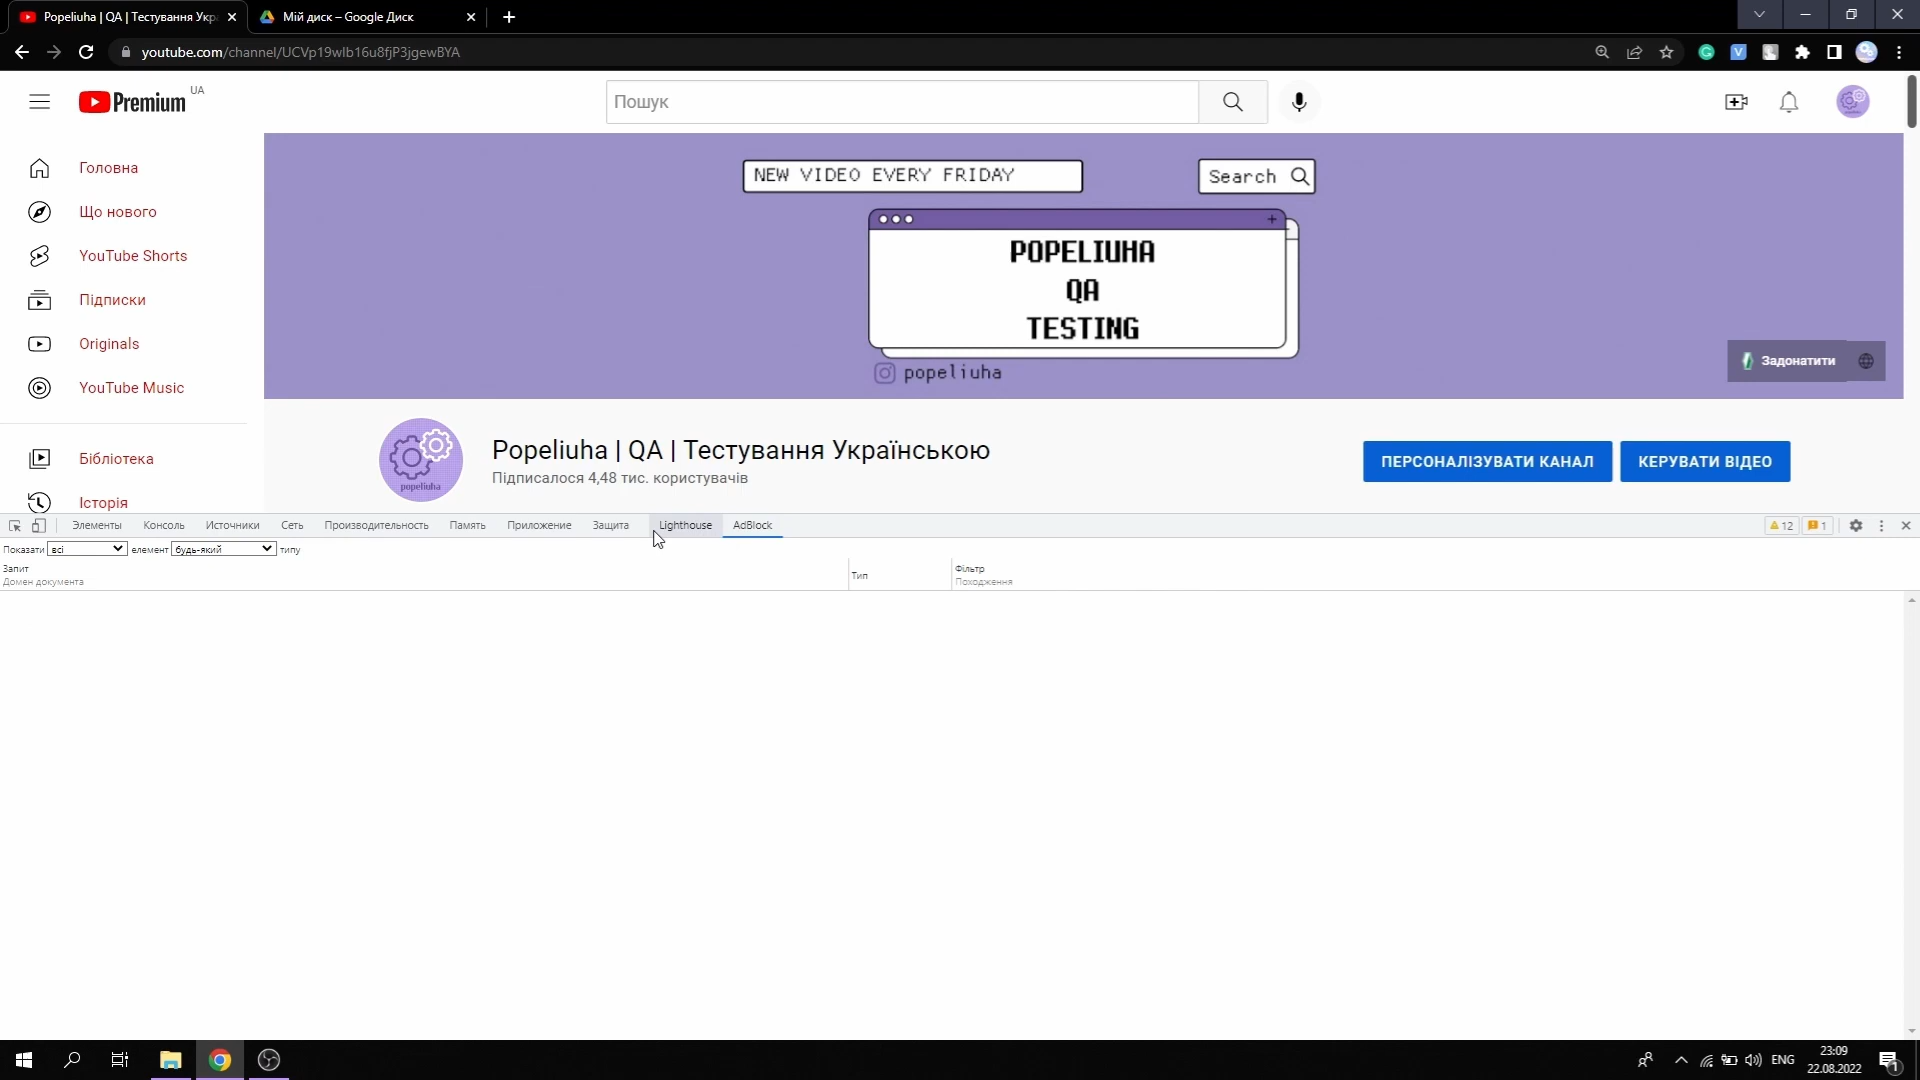 Popeliuha | QA | Тестування Укр
Мій диск – Google Диск
youtube.com/channel/UCVp19wlb16u8fjP3jgewBYA
Premium UA
Пошук
Головна
Що нового
YouTube Shorts
Підписки
Originals
YouTube Music
Бібліотека
Історія
NEW VIDEO EVERY FRIDAY
Search
POPELIUHA
QA
TESTING
popeliuha
Задонатити
popeliuha
Popeliuha | QA | Тестування Українською
Підписалося 4,48 тис. користувачів
ПЕРСОНАЛІЗУВАТИ КАНАЛ
КЕРУВАТИ ВІДЕО
Элементы Консоль Источники Сеть Производительность Память Приложение Защита Lighthouse AdBlock 12 1
Показати всі елемент будь-який типу
Запит
Домен документа
Тип
Фільтр
Походження
ENG
23:09
22.08.2022
1